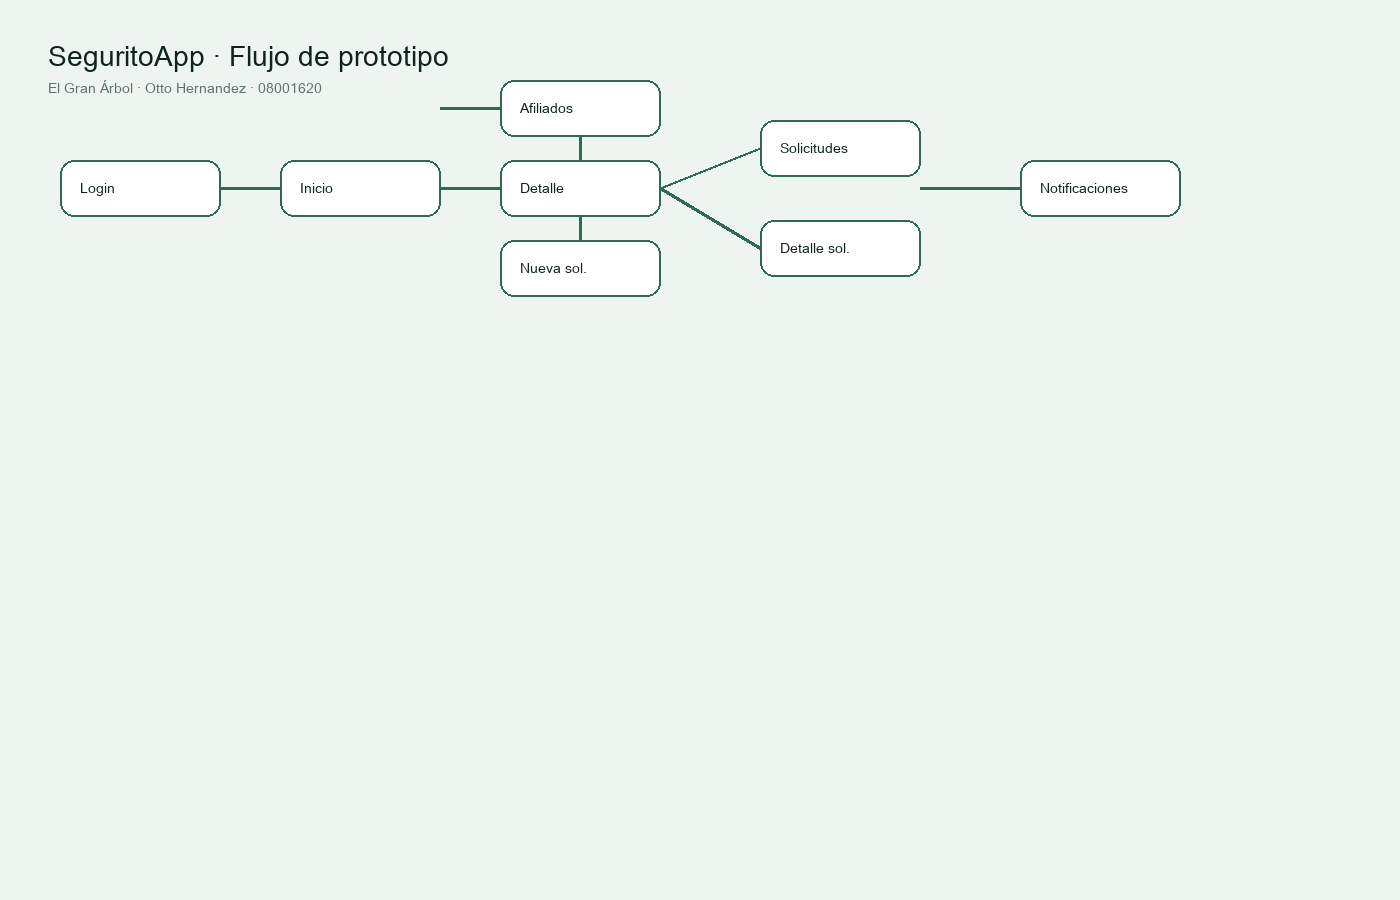 SeguritoApp · Flujo de prototipo
El Gran Árbol · Otto Hernandez · 08001620
Afiliados
Solicitudes
Login
Inicio
Detalle
Notificaciones
Detalle sol.
Nueva sol.